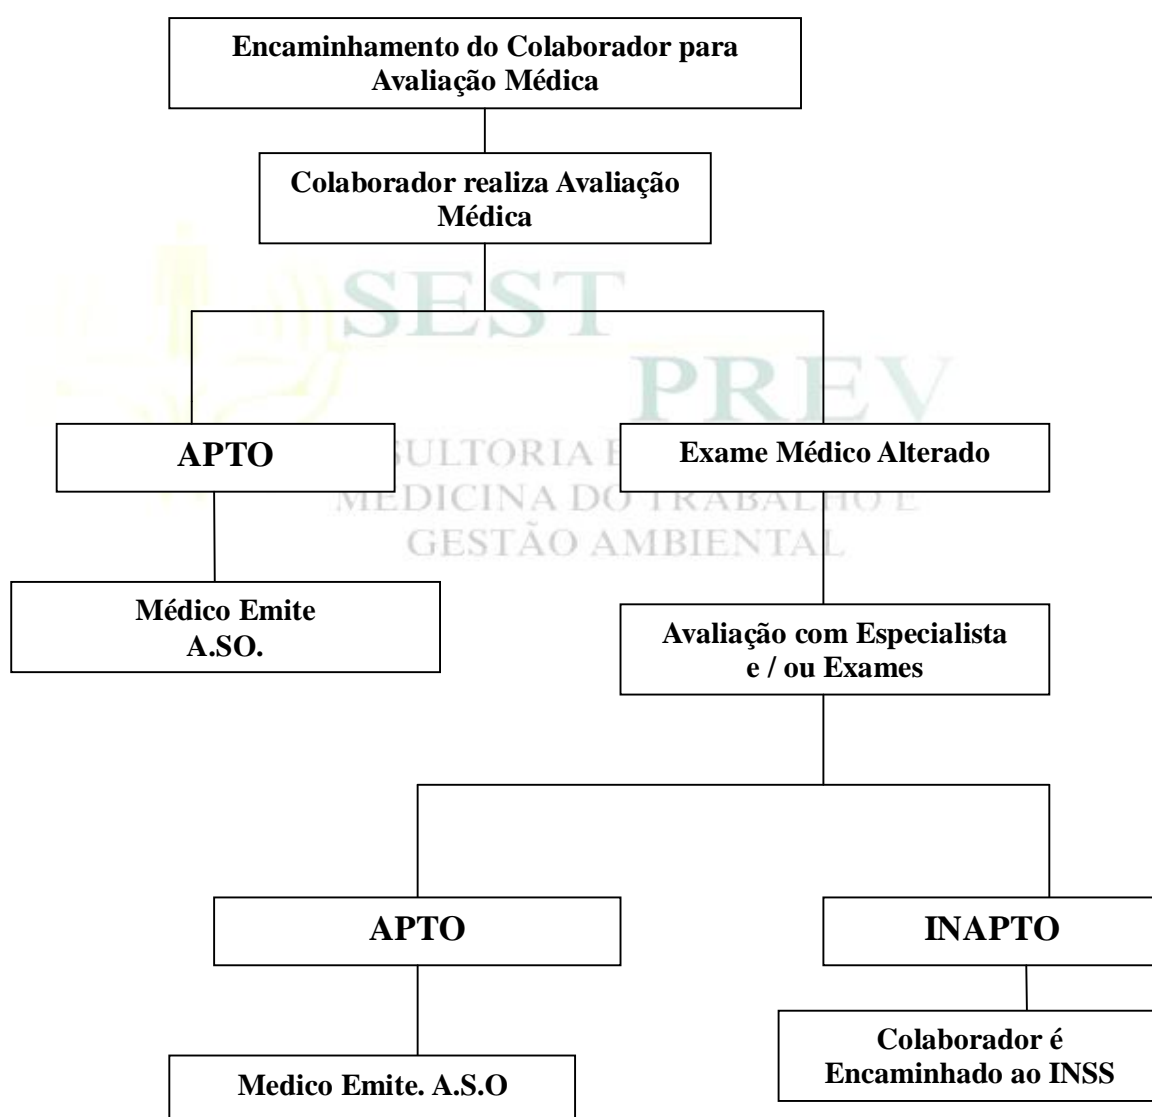 Encaminhamento do Colaborador para
Avaliação Médica
Colaborador realiza Avaliação
Médica
SEST
PREV
APTO
Exame Médico Alterado
MEDICINA DO TRABALHO E
GESTÃO AMBIENTAL
Médico Emite
A.SO.
Avaliação com Especialista
e / ou Exames
APTO
INAPTO
Colaborador é
Encaminhado ao INSS
Medico Emite. A.S.O